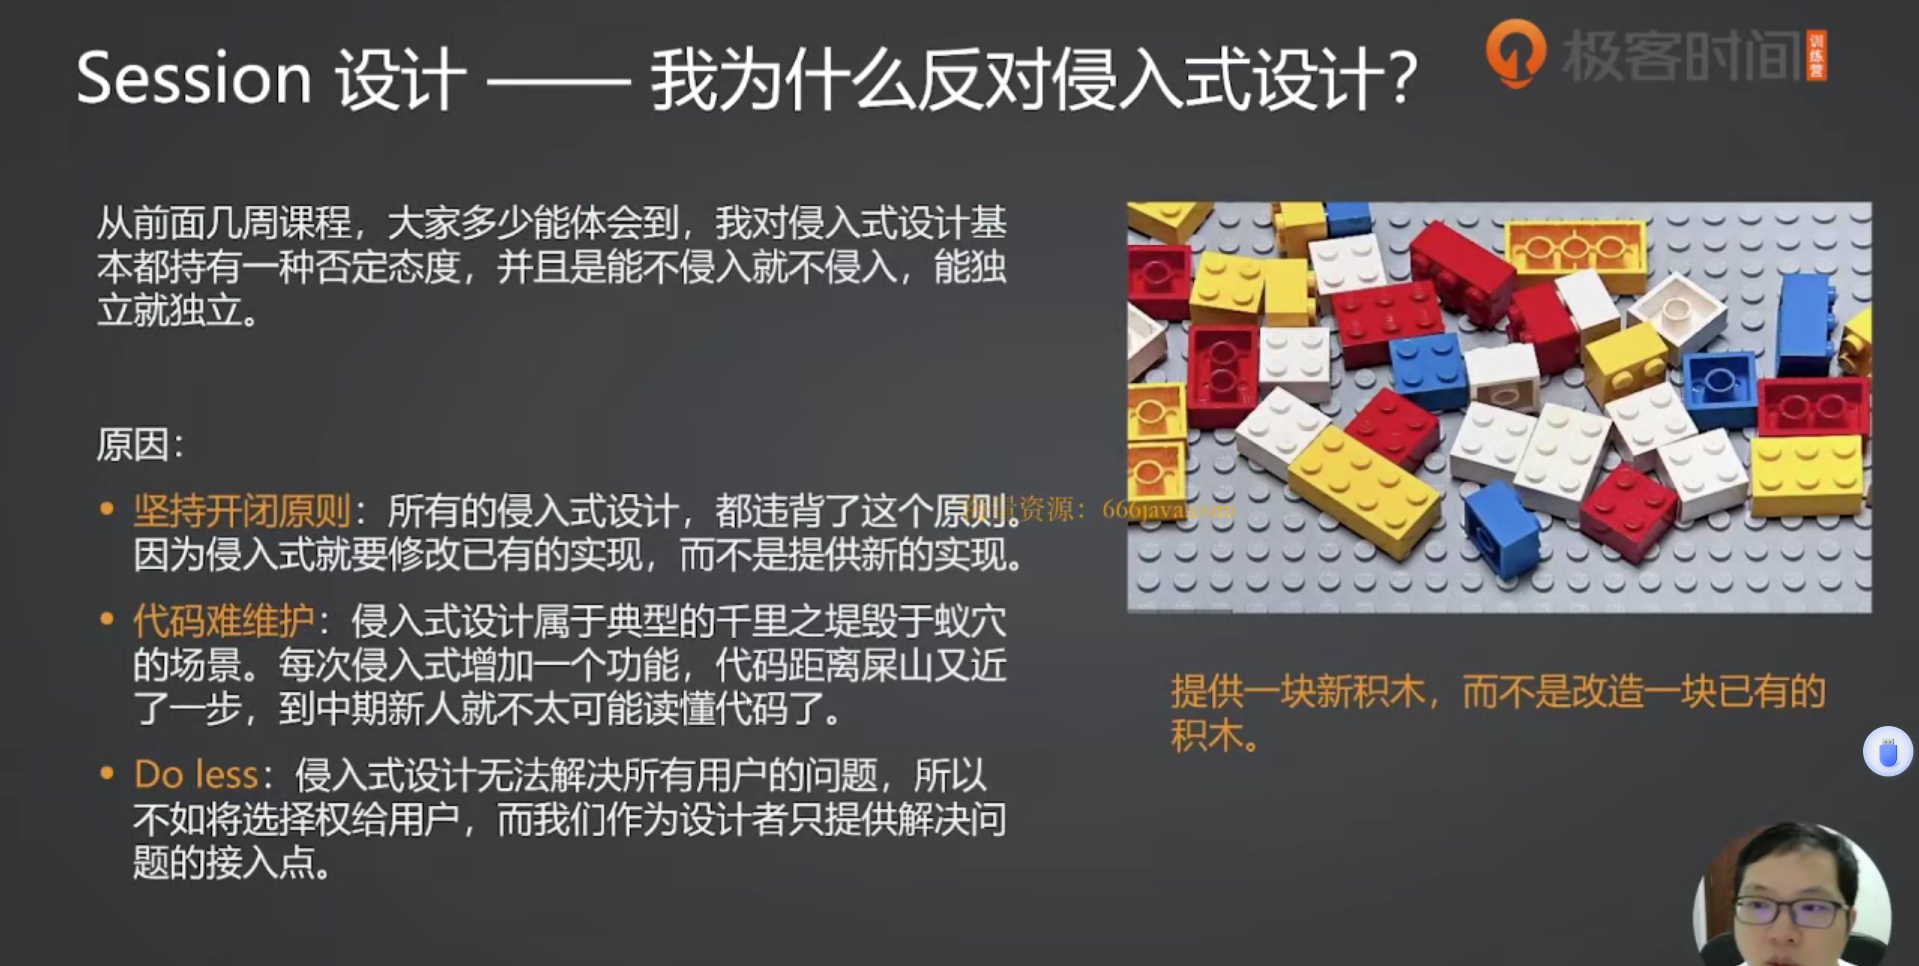 Session 设计 —— 我为什么反对侵入式设计?
极客时间
训练营
从前面几周课程，大家多少能体会到，我对侵入式设计基
本都持有一种否定态度，并且是能不侵入就不侵入，能独
立就独立。
原因：
• 坚持开闭原则：所有的侵入式设计，都违背了这个原则。
因为侵入式就要修改已有的实现，而不是提供新的实现。
• 代码难维护：侵入式设计属于典型的千里之堤毁于蚁穴
的场景。每次侵入式增加一个功能，代码距离屎山又近
了一步，到中期新人就不太可能读懂代码了。
• Do less：侵入式设计无法解决所有用户的问题，所以
不如将选择权给用户，而我们作为设计者只提供解决问
题的接入点。
资源：666java.com
提供一块新积木，而不是改造一块已有的
积木。